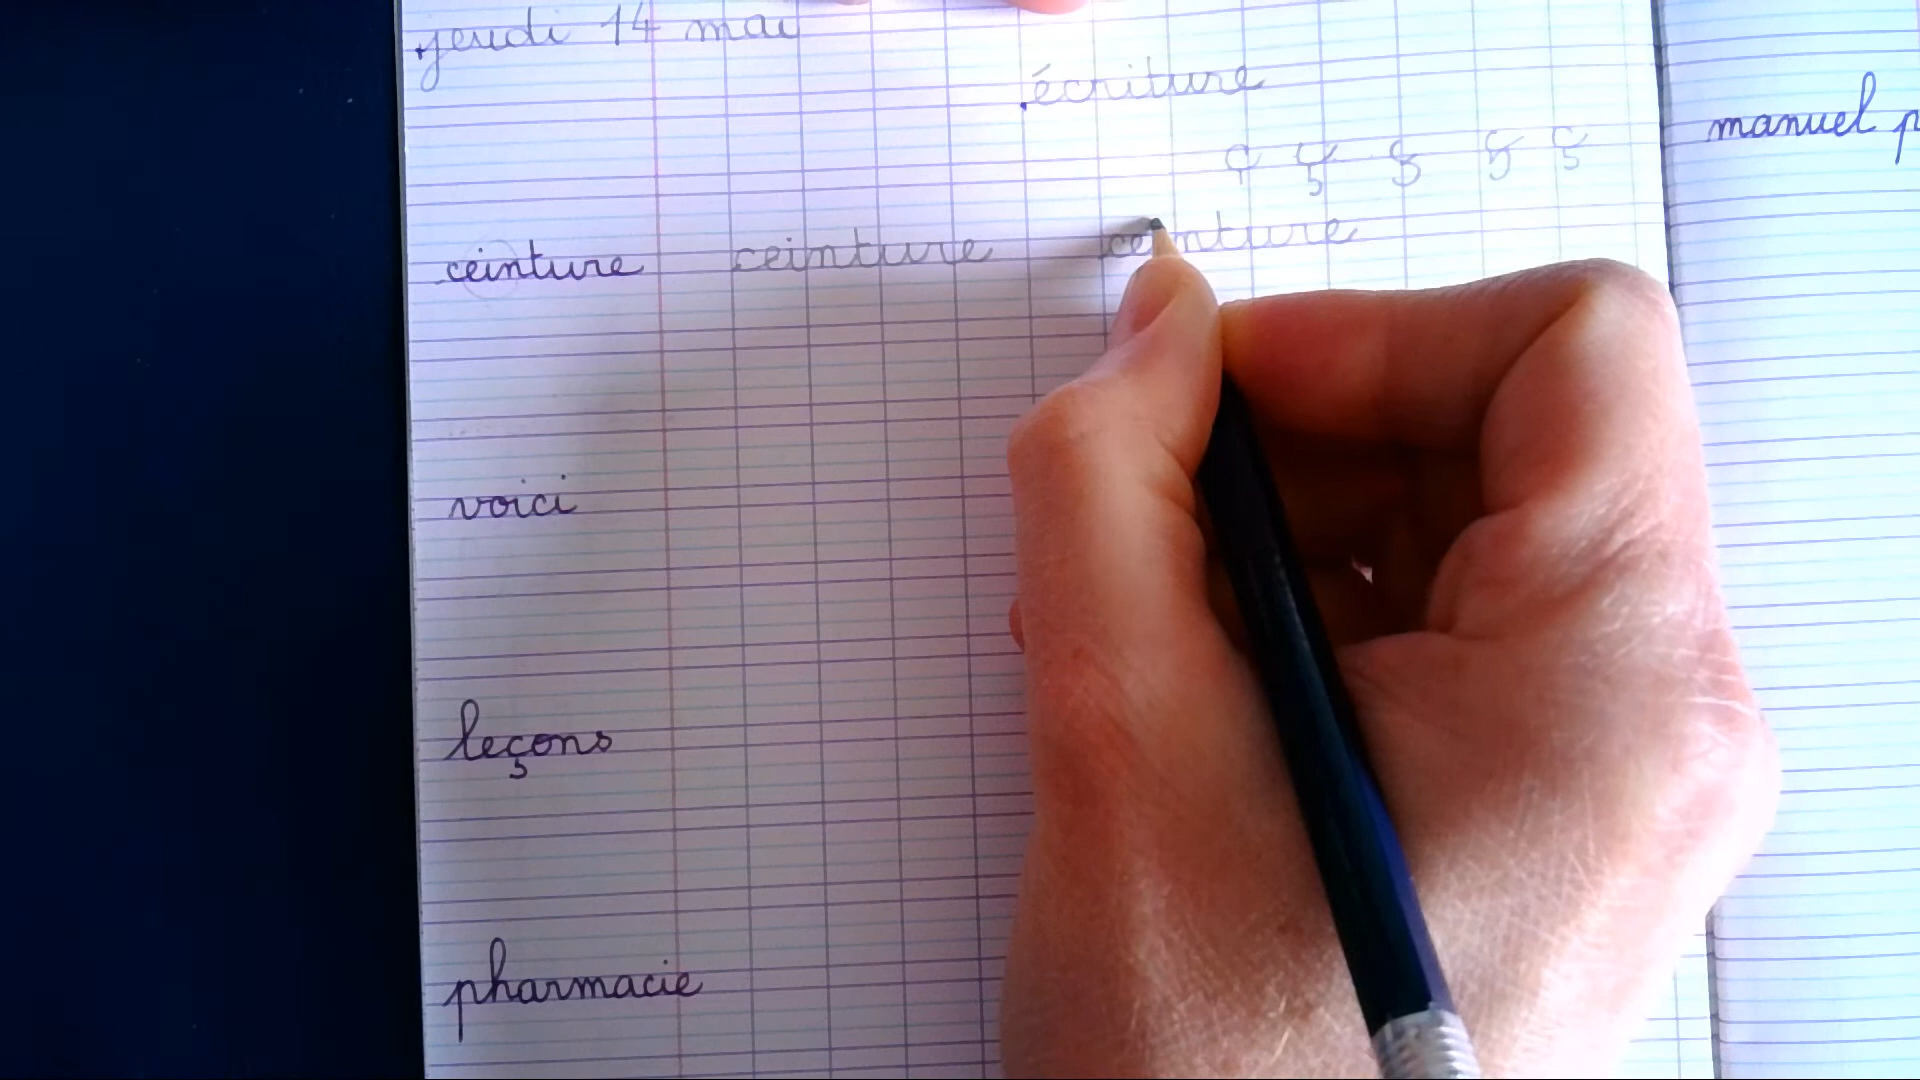 jeudi 14 mai
écriture
manuel
ç ç ç ç ç
ceinture ceinture ceinture
voici
leçons
pharmacie